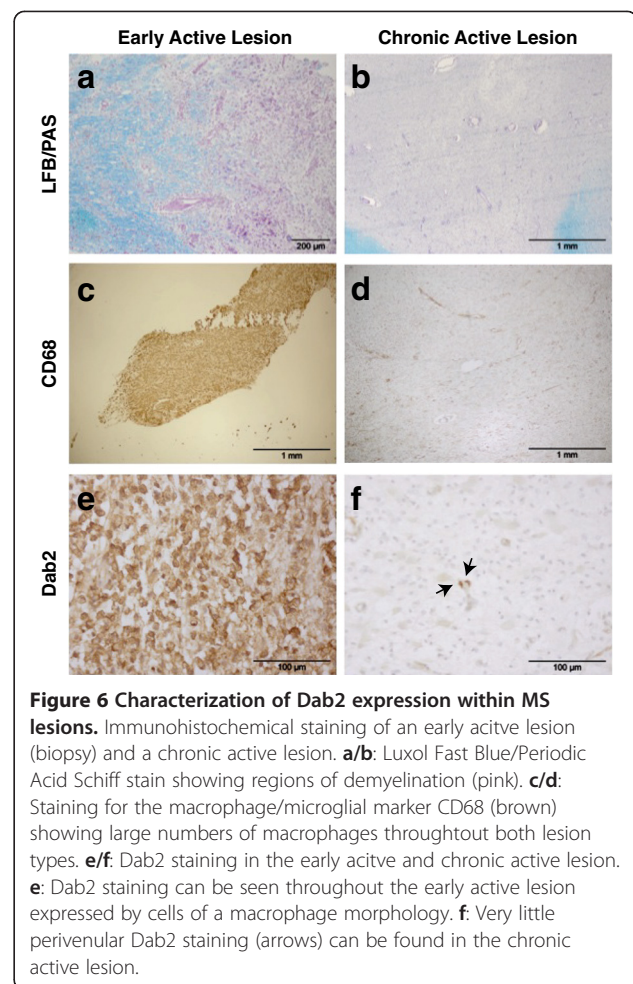 Early Active Lesion
Chronic Active Lesion
LFB/PAS
a
200 µm
b
1 mm
CD68
c
1 mm
d
1 mm
Dab2
e
100 µm
f
100 µm
Figure 6 Characterization of Dab2 expression within MS
lesions. Immunohistochemical staining of an early acitve lesion
(biopsy) and a chronic active lesion. a/b: Luxol Fast Blue/Periodic
Acid Schiff stain showing regions of demyelination (pink). c/d:
Staining for the macrophage/microglial marker CD68 (brown)
showing large numbers of macrophages throughtout both lesion
types. e/f: Dab2 staining in the early acitve and chronic active lesion.
e: Dab2 staining can be seen throughout the early active lesion
expressed by cells of a macrophage morphology. f: Very little
perivenular Dab2 staining (arrows) can be found in the chronic
active lesion.